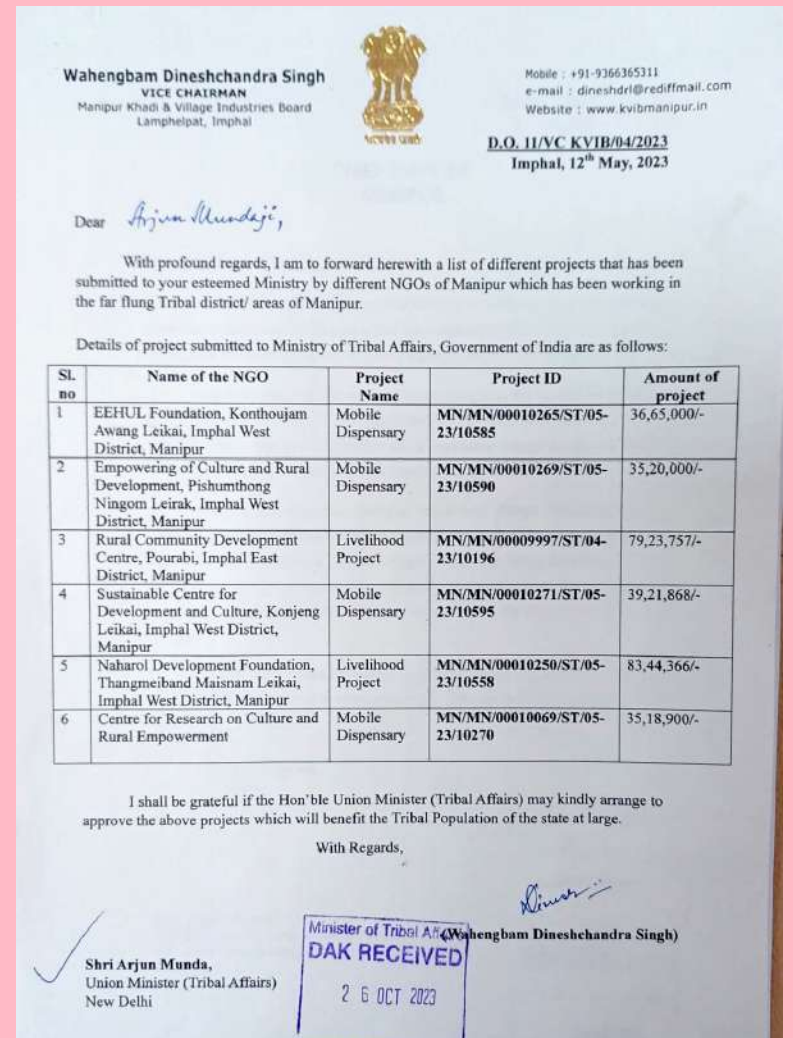 Wahengbam Dineshchandra Singh
VICE CHAIRMAN
Manipur Khadi & Village Industries Board
Lamphelpat, Imphal
सत्यमेव जयते
Mobile : +91-9366365311
e-mail : dineshdrl@rediffmail.com
Website : www.kvibmanipur.in
D.O. 11/VC KVIB/04/2023
Imphal, 12th May, 2023
Dear Arjun Mundaji,
With profound regards, I am to forward herewith a list of different projects that has been
submitted to your esteemed Ministry by different NGOs of Manipur which has been working in
the far flung Tribal district/ areas of Manipur.
Details of project submitted to Ministry of Tribal Affairs, Government of India are as follows:
Sl. no Name of the NGO Project Name Project ID Amount of project
1 EEHUL Foundation, Konthoujam Mobile MN/MN/00010265/ST/05- 36,65,000/-
Awang Leikai, Imphal West Dispensary 23/10585
District, Manipur
2 Empowering of Culture and Rural Mobile MN/MN/00010269/ST/05- 35,20,000/-
Development, Pishumthong Dispensary 23/10590
Ningom Leirak, Imphal West
District, Manipur
3 Rural Community Development Livelihood MN/MN/00009997/ST/04- 79,23,757/-
Centre, Pourabi, Imphal East Project 23/10196
District, Manipur
4 Sustainable Centre for Mobile MN/MN/00010271/ST/05- 39,21,868/-
Development and Culture, Konjeng Dispensary 23/10595
Leikai, Imphal West District,
Manipur
5 Naharol Development Foundation, Livelihood MN/MN/00010250/ST/05- 83,44,366/-
Thangmeiband Maisnam Leikai, Project 23/10558
Imphal West District, Manipur
6 Centre for Research on Culture and Mobile MN/MN/00010069/ST/05- 35,18,900/-
Rural Empowerment Dispensary 23/10270
I shall be grateful if the Hon'ble Union Minister (Tribal Affairs) may kindly arrange to
approve the above projects which will benefit the Tribal Population of the state at large.
With Regards,
(Wahengbam Dineshchandra Singh)
Minister of Tribal Aff
DAK RECEIVED
26 OCT 2023
Shri Arjun Munda,
Union Minister (Tribal Affairs)
New Delhi